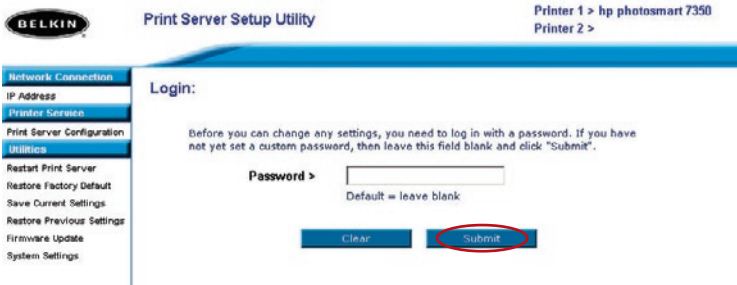 BELKIN
Print Server Setup Utility
Printer 1 > hp photosmart 7350
Printer 2 >
Network Connection
IP Address
Printer Service
Print Server Configuration
Utilities
Restart Print Server
Restore Factory Default
Save Current Settings
Restore Previous Settings
Firmware Update
System Settings
Login:
Before you can change any settings, you need to log in with a password. If you have
not yet set a custom password, then leave this field blank and click "Submit".
Password >
Default = leave blank
Clear
Submit